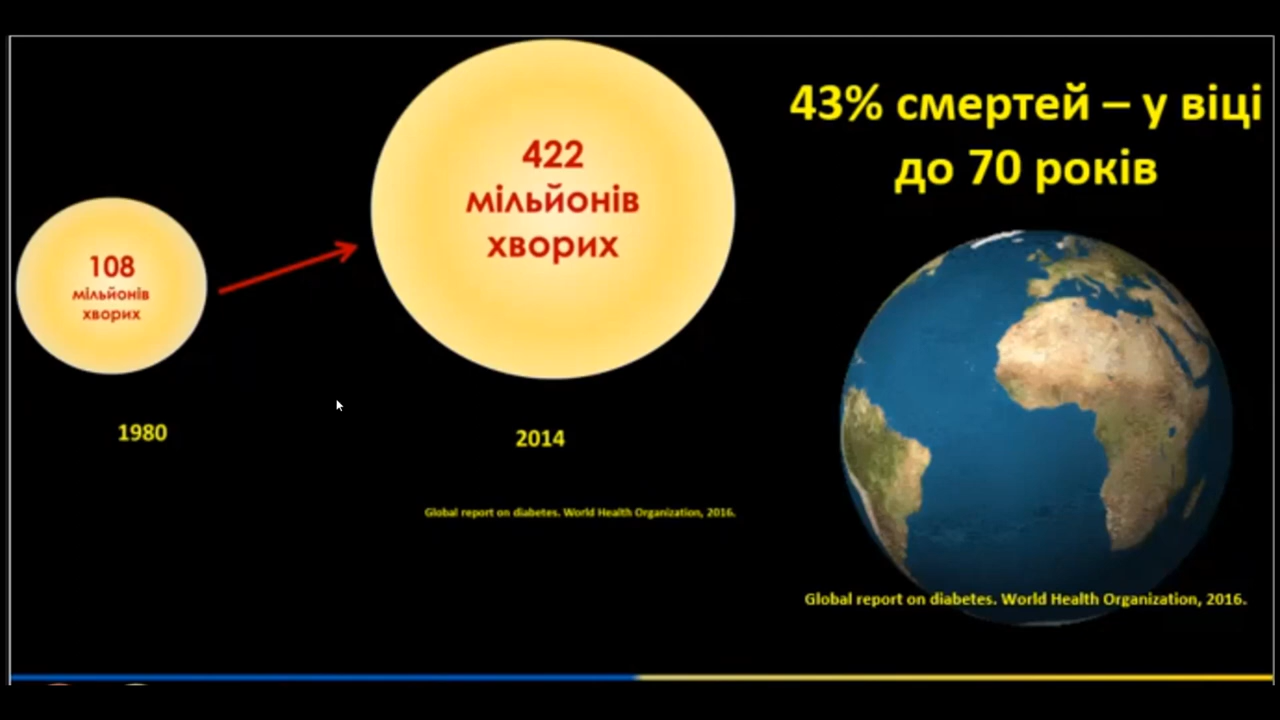 108
мільйонів
хворих
1980
422
мільйонів
хворих
2014
Global report on diabetes. World Health Organization, 2016.
43% смертей – у віці
до 70 років
Global report on diabetes. World Health Organization, 2016.